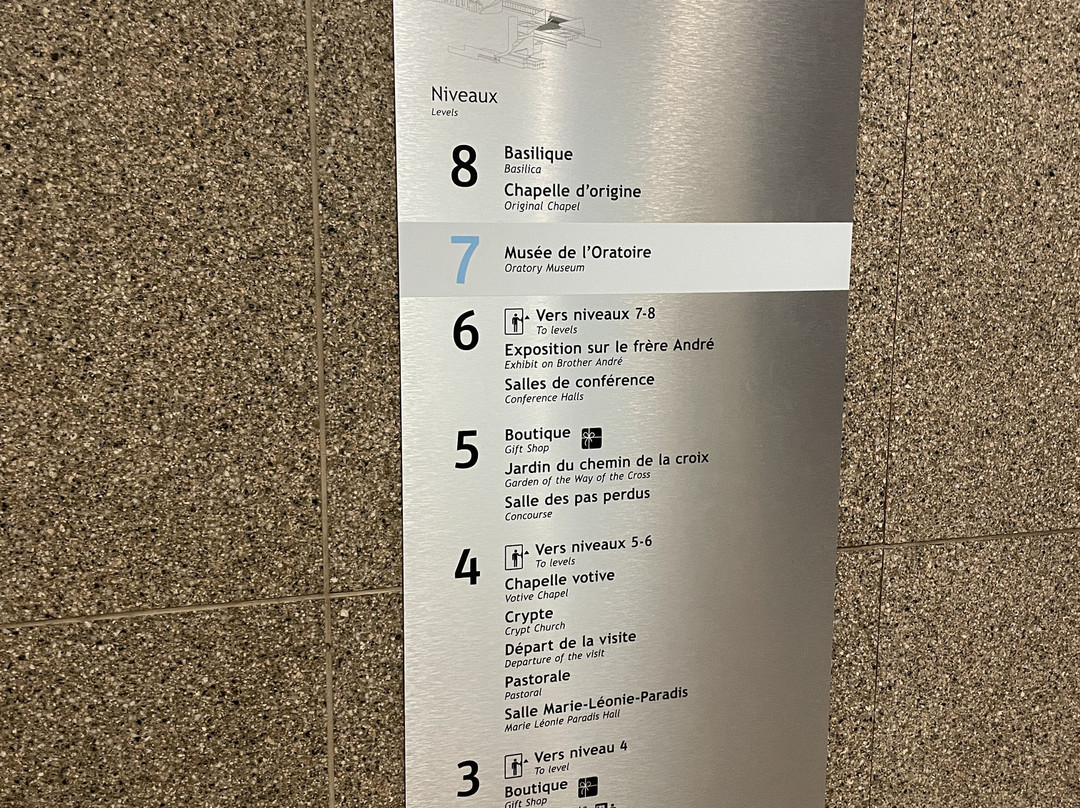 Niveaux
Levels
8
Basilique
Basilica
Chapelle d'origine
Original Chapel
7
Musée de l'Oratoire
Oratory Museum
6
Vers niveaux 7-8
To levels
Exposition sur le frère André
Exhibit on Brother André
Salles de conférence
Conference Halls
5
Boutique
Gift Shop
Jardin du chemin de la croix
Garden of the Way of the Cross
Salle des pas perdus
Concourse
4
Vers niveaux 5-6
To levels
Chapelle votive
Votive Chapel
Crypte
Crypt Church
Départ de la visite
Departure of the visit
Pastorale
Pastoral
Salle Marie-Léonie-Paradis
Marie Léonie Paradis Hall
3
Vers niveau 4
To level
Boutique
Gift Shop